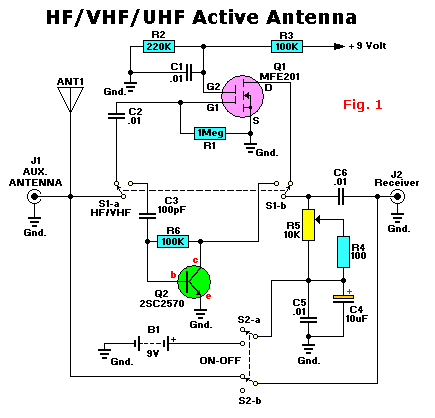 HF/VHF/UHF Active Antenna
R2
220K
R3
100K
+ 9 Volt
C1
.01
Gnd.
Q1
MFE201
D
G2
G1
S
Fig. 1
ANT1
C2
.01
1Meg
R1
Gnd.
J1
AUX.
ANTENNA
Gnd.
S1-a
HF/YHF
C3
100pF
S1-b
C6
.01
J2
Receiver
Gnd.
R5
10K
R4
100
R6
100K
c
b
e
Q2
2SC2570
Gnd.
C5
.01
+
C4
10uF
Gnd.
S2-a
B1
- +
9V
Gnd.
ON-OFF
S2-b